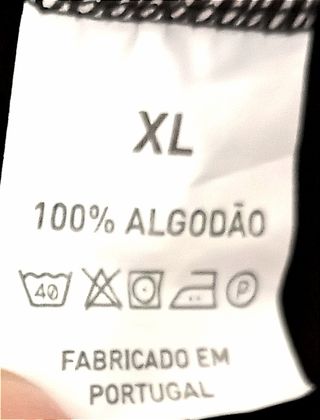 XL
100% ALGODÃO
40 P
FABRICADO EM
PORTUGAL